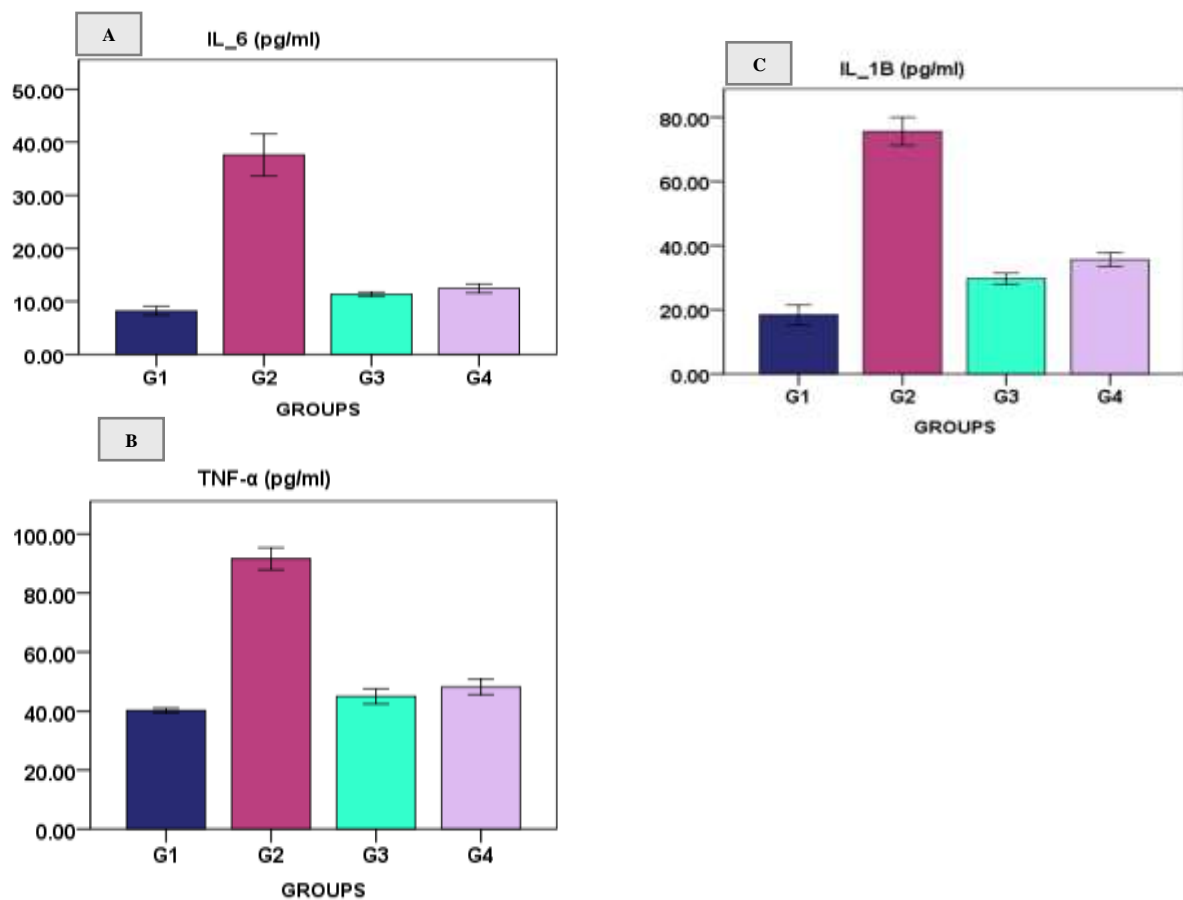 A
IL_6 (pg/ml)
50.00
40.00
30.00
20.00
10.00
0.00
G1 G2 G3 G4
GROUPS
B
TNF-α (pg/ml)
100.00
80.00
60.00
40.00
20.00
0.00
G1 G2 G3 G4
GROUPS
C
IL_1B (pg/ml)
80.00
60.00
40.00
20.00
0.00
G1 G2 G3 G4
GROUPS